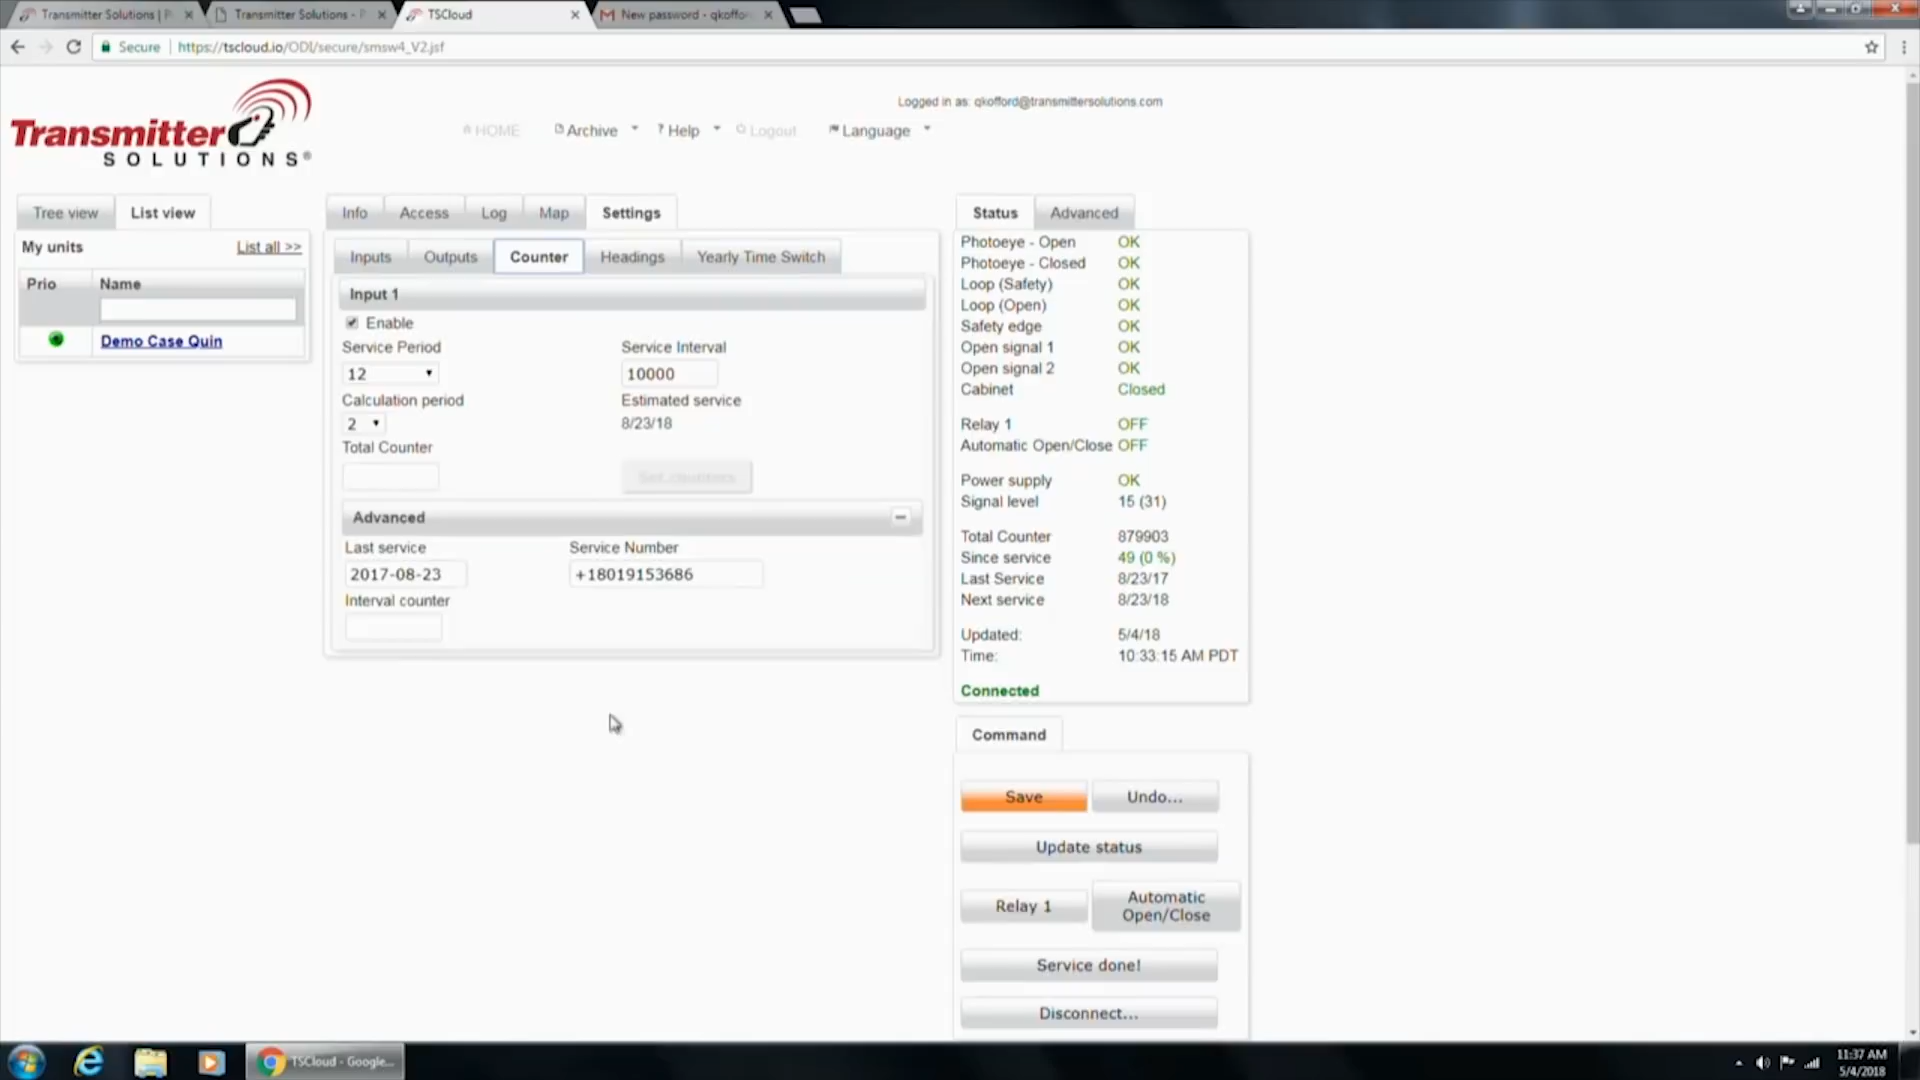 Transmitter Solutions | P
Transmitter Solutions - P
TSCloud
New password - qkoffor
Secure https://tscloud.io/ODI/secure/smsw4_V2.jsf
Transmitter
SOLUTIONS®
Logged in as: qkofford@transmittersolutions.com
HOME Archive ? Help Logout Language
Tree view List view
My units List all >>
Prio Name
Demo Case Quin
Info Access Log Map Settings
Inputs Outputs Counter Headings Yearly Time Switch
Input 1
Enable
Service Period Service Interval
12 10000
Calculation period Estimated service
2 8/23/18
Total Counter
Set counters
Advanced
Last service Service Number
2017-08-23 +18019153686
Interval counter
Status Advanced
Photoeye - Open OK
Photoeye - Closed OK
Loop (Safety) OK
Loop (Open) OK
Safety edge OK
Open signal 1 OK
Open signal 2 OK
Cabinet Closed
Relay 1 OFF
Automatic Open/Close OFF
Power supply OK
Signal level 15 (31)
Total Counter 879903
Since service 49 (0 %)
Last Service 8/23/17
Next service 8/23/18
Updated: 5/4/18
Time: 10:33:15 AM PDT
Connected
Command
Save Undo...
Update status
Relay 1 Automatic Open/Close
Service done!
Disconnect...
TSCloud - Google...
11:37 AM
5/4/2018